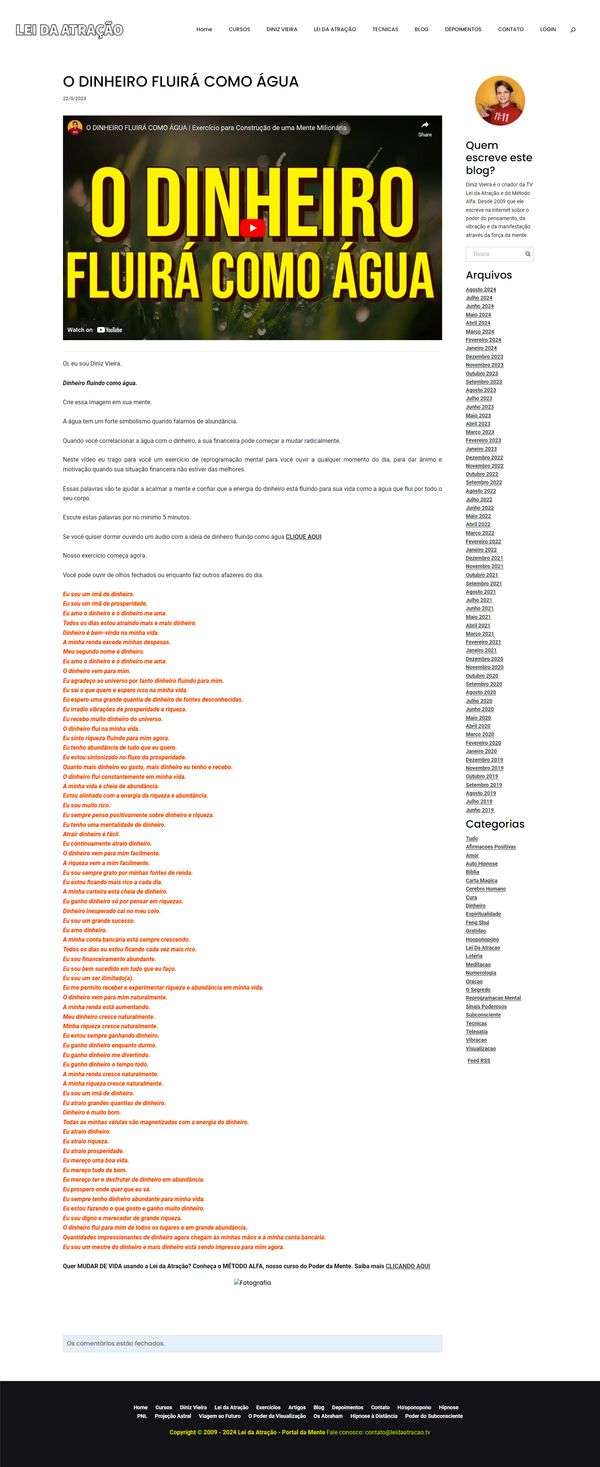 LEI DA ATRAÇÃO
Home CURSOS DINIZ VIEIRA LEI DA ATRAÇÃO TECNICAS BLOG DEPOIMENTOS CONTATO LOGIN
O DINHEIRO FLUIRÁ COMO ÁGUA
22/9/2023
O DINHEIRO FLUIRÁ COMO ÁGUA | Exercício para Construção de uma Mente Milionária
Share
O DINHEIRO
FLUIRÁ COMO ÁGUA
Watch on YouTube
Oi, eu sou Diniz Vieira.
Dinheiro fluindo como água.
Crie essa imagem em sua mente.
A água tem um forte simbolismo quando falamos de abundância.
Quando você correlacionar a água com o dinheiro, a sua financeira pode começar a mudar radicalmente.
Neste vídeo eu trago para você um exercício de reprogramação mental para você ouvir a qualquer momento do dia, para dar ânimo e
motivação quando sua situação financeira não estiver das melhores.
Essas palavras vão te ajudar a acalmar a mente e confiar que a energia do dinheiro está fluindo para sua vida como a água que flui por todo o
seu corpo.
Escute estas palavras por no mínimo 5 minutos.
Se você quiser dormir ouvindo um áudio com a ideia de dinheiro fluindo como água CLIQUE AQUI
Nosso exercício começa agora.
Você pode ouvir de olhos fechados ou enquanto faz outros afazeres do dia.
Eu sou um imã de dinheiro.
Eu sou um imã de prosperidade.
Eu amo o dinheiro e o dinheiro me ama.
Todos os dias estou atraindo mais e mais dinheiro.
Dinheiro é bem-vindo na minha vida.
A minha renda excede minhas despesas.
Meu segundo nome é dinheiro.
Eu amo o dinheiro e o dinheiro me ama.
O dinheiro vem para mim.
Eu agradeço ao universo por tanto dinheiro fluindo para mim.
Eu sei o que quero e espero isso na minha vida.
Eu espero uma grande quantia de dinheiro de fontes desconhecidas.
Eu irradio vibrações de prosperidade e riqueza.
Eu recebo muito dinheiro do universo.
O dinheiro flui na minha vida.
Eu sinto riqueza fluindo para mim agora.
Eu tenho abundância de tudo que eu quero.
Eu estou sintonizado no fluxo da prosperidade.
Quanto mais dinheiro eu gasto, mais dinheiro eu tenho e recebo.
O dinheiro flui constantemente em minha vida.
A minha vida é cheia de abundância.
Estou alinhado com a energia da riqueza e abundância.
Eu sou muito rico.
Eu sempre penso positivamente sobre dinheiro e riqueza.
Eu tenho uma mentalidade de dinheiro.
Atrair dinheiro é fácil.
Eu continuamente atraio dinheiro.
O dinheiro vem para mim facilmente.
A riqueza vem a mim facilmente.
Eu sou sempre grato por minhas fontes de renda.
Eu estou ficando mais rico a cada dia.
A minha carteira está cheia de dinheiro.
Eu ganho dinheiro só por pensar em riquezas.
Dinheiro inesperado cai no meu colo.
Eu sou um grande sucesso.
Eu amo dinheiro.
A minha conta bancária está sempre crescendo.
Todos os dias eu estou ficando cada vez mais rico.
Eu sou financeiramente abundante.
Eu sou bem sucedido em tudo que eu faço.
Eu sou um ser ilimitado(a).
Eu me permito receber e experimentar riqueza e abundância em minha vida.
O dinheiro vem para mim naturalmente.
A minha renda está aumentando.
Meu dinheiro cresce naturalmente.
Minha riqueza cresce naturalmente.
Eu estou sempre ganhando dinheiro.
Eu ganho dinheiro enquanto durmo.
Eu ganho dinheiro me divertindo.
Eu ganho dinheiro o tempo todo.
A minha renda cresce naturalmente.
A minha riqueza cresce naturalmente.
Eu sou um imã de dinheiro.
Eu atraio grandes quantias de dinheiro.
Dinheiro é muito bom.
Todas as minhas células são magnetizadas com a energia do dinheiro.
Eu atraio dinheiro.
Eu atraio riqueza.
Eu atraio prosperidade.
Eu mereço uma boa vida.
Eu mereço tudo de bom.
Eu mereço ter e desfrutar de dinheiro em abundância.
Eu prospero onde quer que eu vá.
Eu sempre tenho dinheiro abundante para minha vida.
Eu estou fazendo o que gosto e ganho muito dinheiro.
Eu sou digno e merecedor de grande riqueza.
O dinheiro flui para mim de todos os lugares e em grande abundância.
Quantidades impressionantes de dinheiro agora chegam às minhas mãos e à minha conta bancária.
Eu sou um mestre do dinheiro e mais dinheiro está sendo impresso para mim agora.
Quer MUDAR DE VIDA usando a Lei da Atração? Conheça o MÉTODO ALFA, nosso curso do Poder da Mente. Saiba mais CLICANDO AQUI
Fotografia
Os comentários estão fechados.
11:11
Quem
escreve este
blog?
Diniz Vieira é o criador da TV
Lei da Atração e do Método
Alfa. Desde 2009 que ele
escreve na Internet sobre o
poder do pensamento, da
vibração e da manifestação
através da força da mente.
Busca
Arquivos
Agosto 2024
Julho 2024
Junho 2024
Maio 2024
Abril 2024
Março 2024
Fevereiro 2024
Janeiro 2024
Dezembro 2023
Novembro 2023
Outubro 2023
Setembro 2023
Agosto 2023
Julho 2023
Junho 2023
Maio 2023
Abril 2023
Março 2023
Fevereiro 2023
Janeiro 2023
Dezembro 2022
Novembro 2022
Outubro 2022
Setembro 2022
Agosto 2022
Julho 2022
Junho 2022
Maio 2022
Abril 2022
Março 2022
Fevereiro 2022
Janeiro 2022
Dezembro 2021
Novembro 2021
Outubro 2021
Setembro 2021
Agosto 2021
Julho 2021
Junho 2021
Maio 2021
Abril 2021
Março 2021
Fevereiro 2021
Janeiro 2021
Dezembro 2020
Novembro 2020
Outubro 2020
Setembro 2020
Agosto 2020
Julho 2020
Junho 2020
Maio 2020
Abril 2020
Março 2020
Fevereiro 2020
Janeiro 2020
Dezembro 2019
Novembro 2019
Outubro 2019
Setembro 2019
Agosto 2019
Julho 2019
Junho 2019
Categorias
Tudo
Afirmacoes Positivas
Amor
Auto Hipnose
Biblia
Carta Magica
Cerebro Humano
Cura
Dinheiro
Espiritualidade
Feng Shui
Gratidao
Hooponopono
Lei Da Atracao
Loteria
Meditacao
Numerologia
Oracao
O Segredo
Reprogramacao Mental
Sinais Poderosos
Subconsciente
Tecnicas
Telepatia
Vibracao
Visualizacao
Feed RSS
Home Cursos Diniz Vieira Lei da Atração Exercícios Artigos Blog Depoimentos Contato Ho'oponopono Hipnose
PNL Projeção Astral Viagem ao Futuro O Poder da Visualização Os Abraham Hipnose à Distância Poder do Subconsciente
Copyright © 2009 - 2024 Lei da Atração - Portal da Mente Fale conosco: contato@leidaatracao.tv